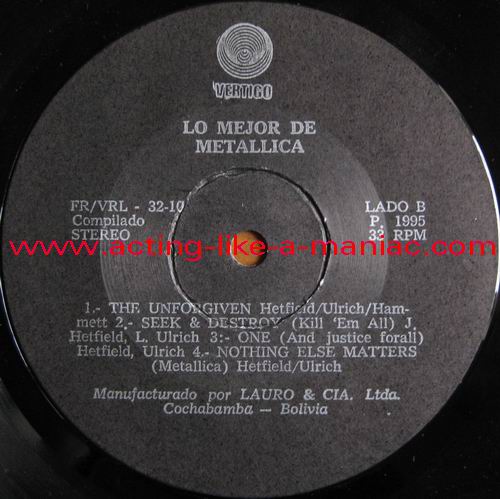 VERTIGO
LO MEJOR DE
METALLICA
FR/VRL - 32-10 LADO B
Compilado P. 1995
www.acting-like-a-maniac.com
STEREO 33 RPM
1.- THE UNFORGIVEN Hetfield/Ulrich/Ham-
mett 2.- SEEK & DESTROY (Kill 'Em All) J.
Hetfield, L. Ulrich 3:- ONE (And justice forall)
Hetfield, Ulrich 4.- NOTHING ELSE MATTERS
(Metallica) Hetfield/Ulrich
Manufacturado por LAURO & CIA. Ltda.
Cochabamba — Bolivia